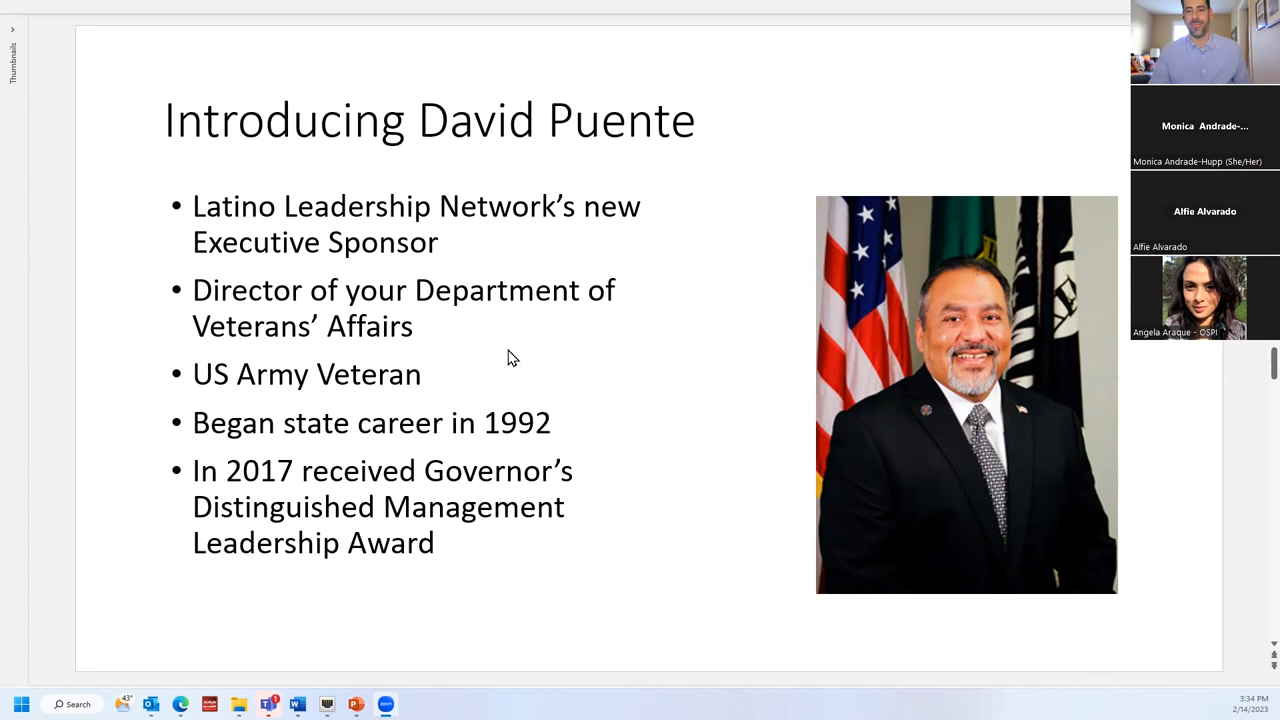 Thumbnails
Introducing David Puente
• Latino Leadership Network’s new
Executive Sponsor
• Director of your Department of
Veterans’ Affairs
• US Army Veteran
• Began state career in 1992
• In 2017 received Governor’s
Distinguished Management
Leadership Award
Monica Andrade-...
Monica Andrade-Hupp (She/Her)
Alfie Alvarado
Alfie Alvarado
Angela Araque - OSPI
43°
Search
1
zoom
3:34 PM
2/14/2023